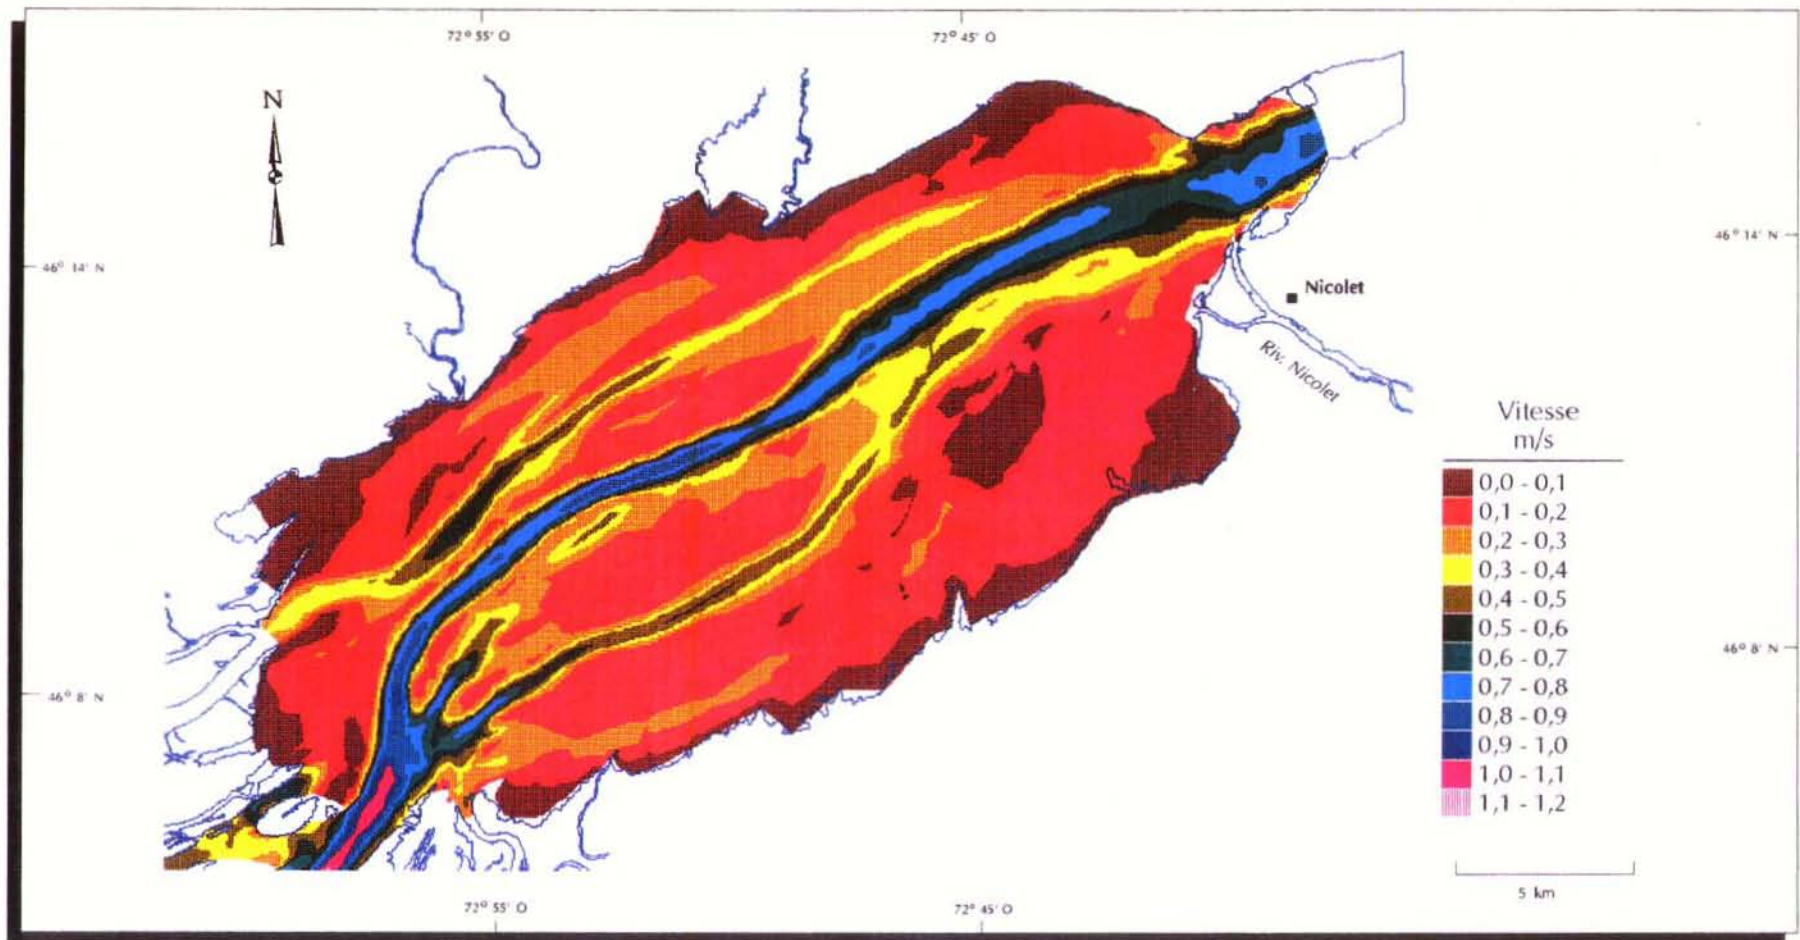 72° 55' O
72° 45' O
N
46° 14' N
46° 14' N
Nicolet
Riv. Nicolet
Vitesse
m/s
0,0 - 0,1
0,1 - 0,2
0,2 - 0,3
0,3 - 0,4
0,4 - 0,5
0,5 - 0,6
0,6 - 0,7
0,7 - 0,8
0,8 - 0,9
0,9 - 1,0
1,0 - 1,1
1,1 - 1,2
46° 8' N
46° 8' N
5 km
72° 55' O
72° 45' O